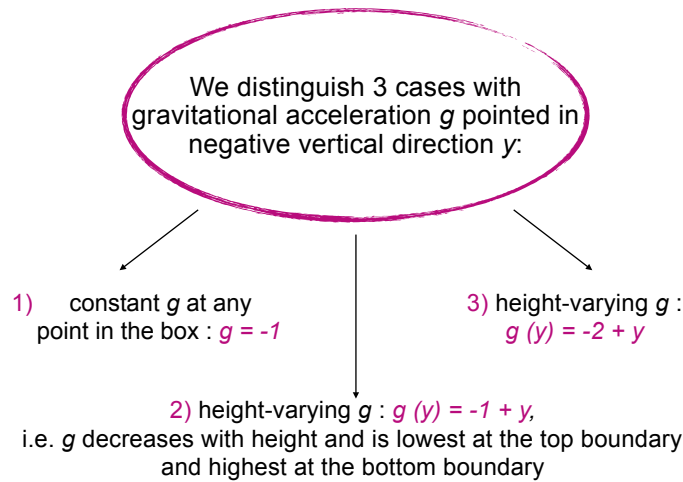 We distinguish 3 cases with
gravitational acceleration g pointed in
negative vertical direction y:
1) constant g at any
point in the box : g = -1
3) height-varying g :
g (y) = -2 + y
2) height-varying g : g (y) = -1 + y,
i.e. g decreases with height and is lowest at the top boundary
and highest at the bottom boundary